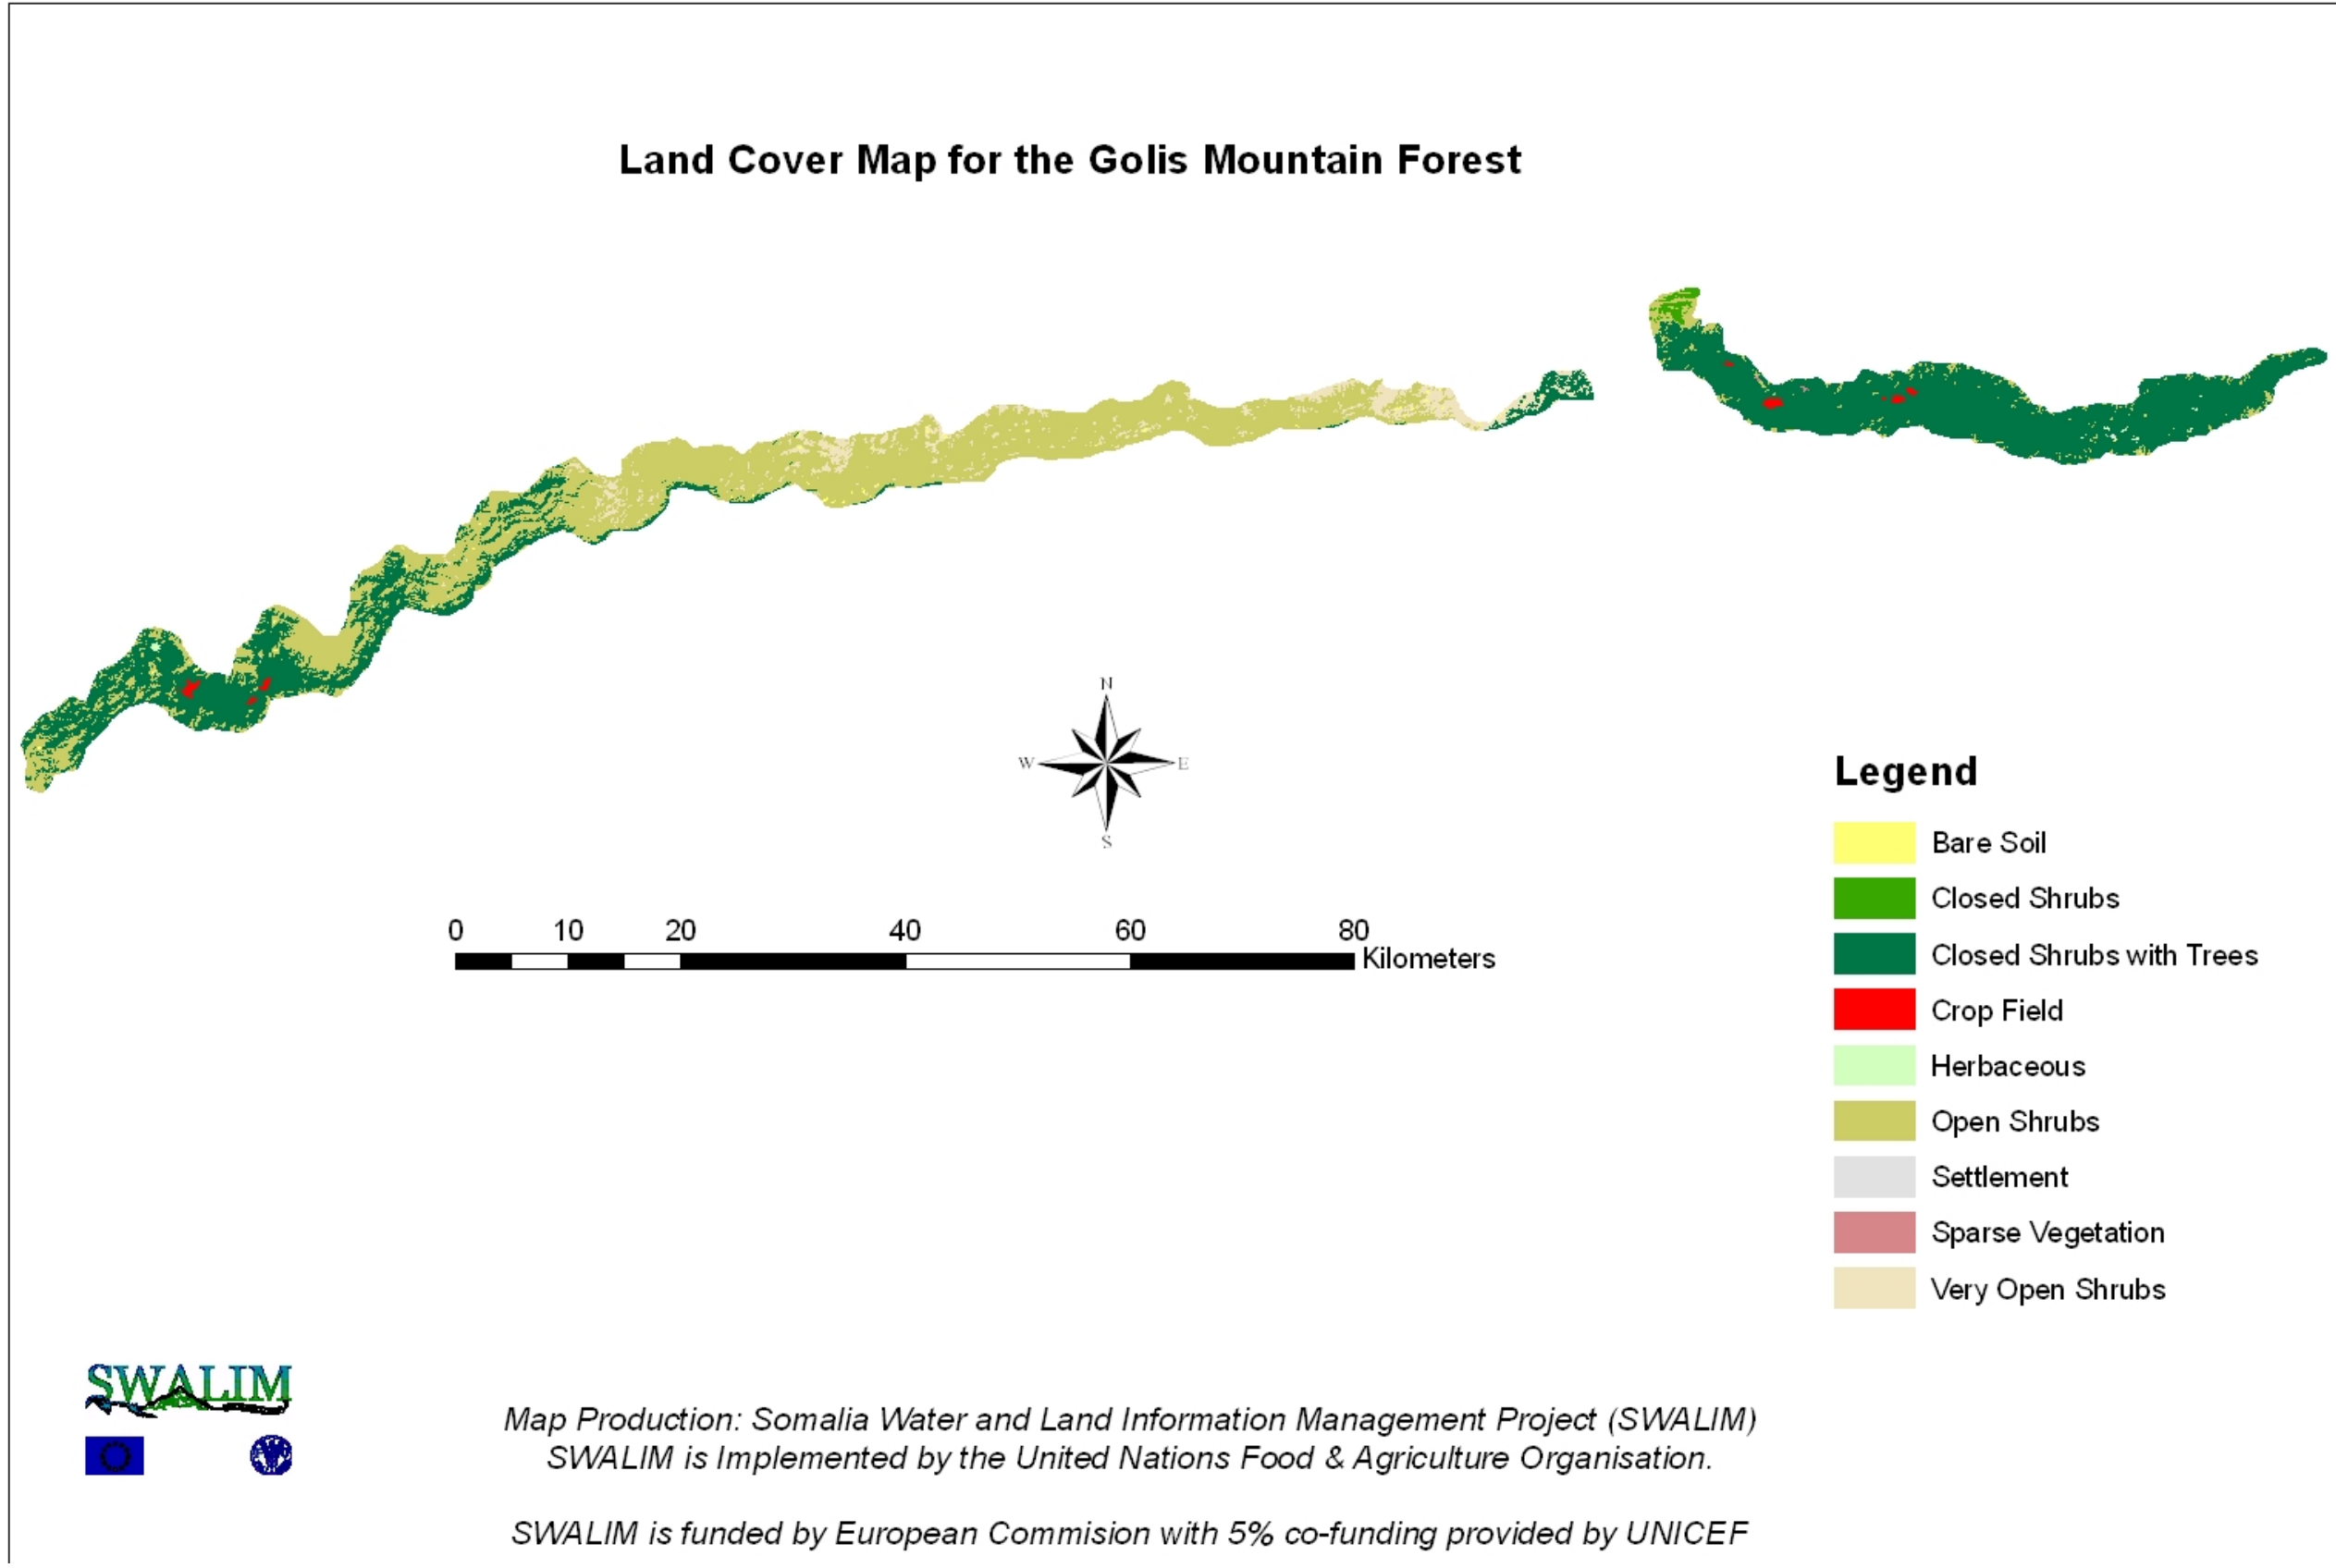 Land Cover Map for the Golis Mountain Forest
N
W
E
S
0 10 20 40 60 80
Kilometers
Legend
Bare Soil
Closed Shrubs
Closed Shrubs with Trees
Crop Field
Herbaceous
Open Shrubs
Settlement
Sparse Vegetation
Very Open Shrubs
SWALIM
Map Production: Somalia Water and Land Information Management Project (SWALIM)
SWALIM is Implemented by the United Nations Food & Agriculture Organisation.
SWALIM is funded by European Commision with 5% co-funding provided by UNICEF